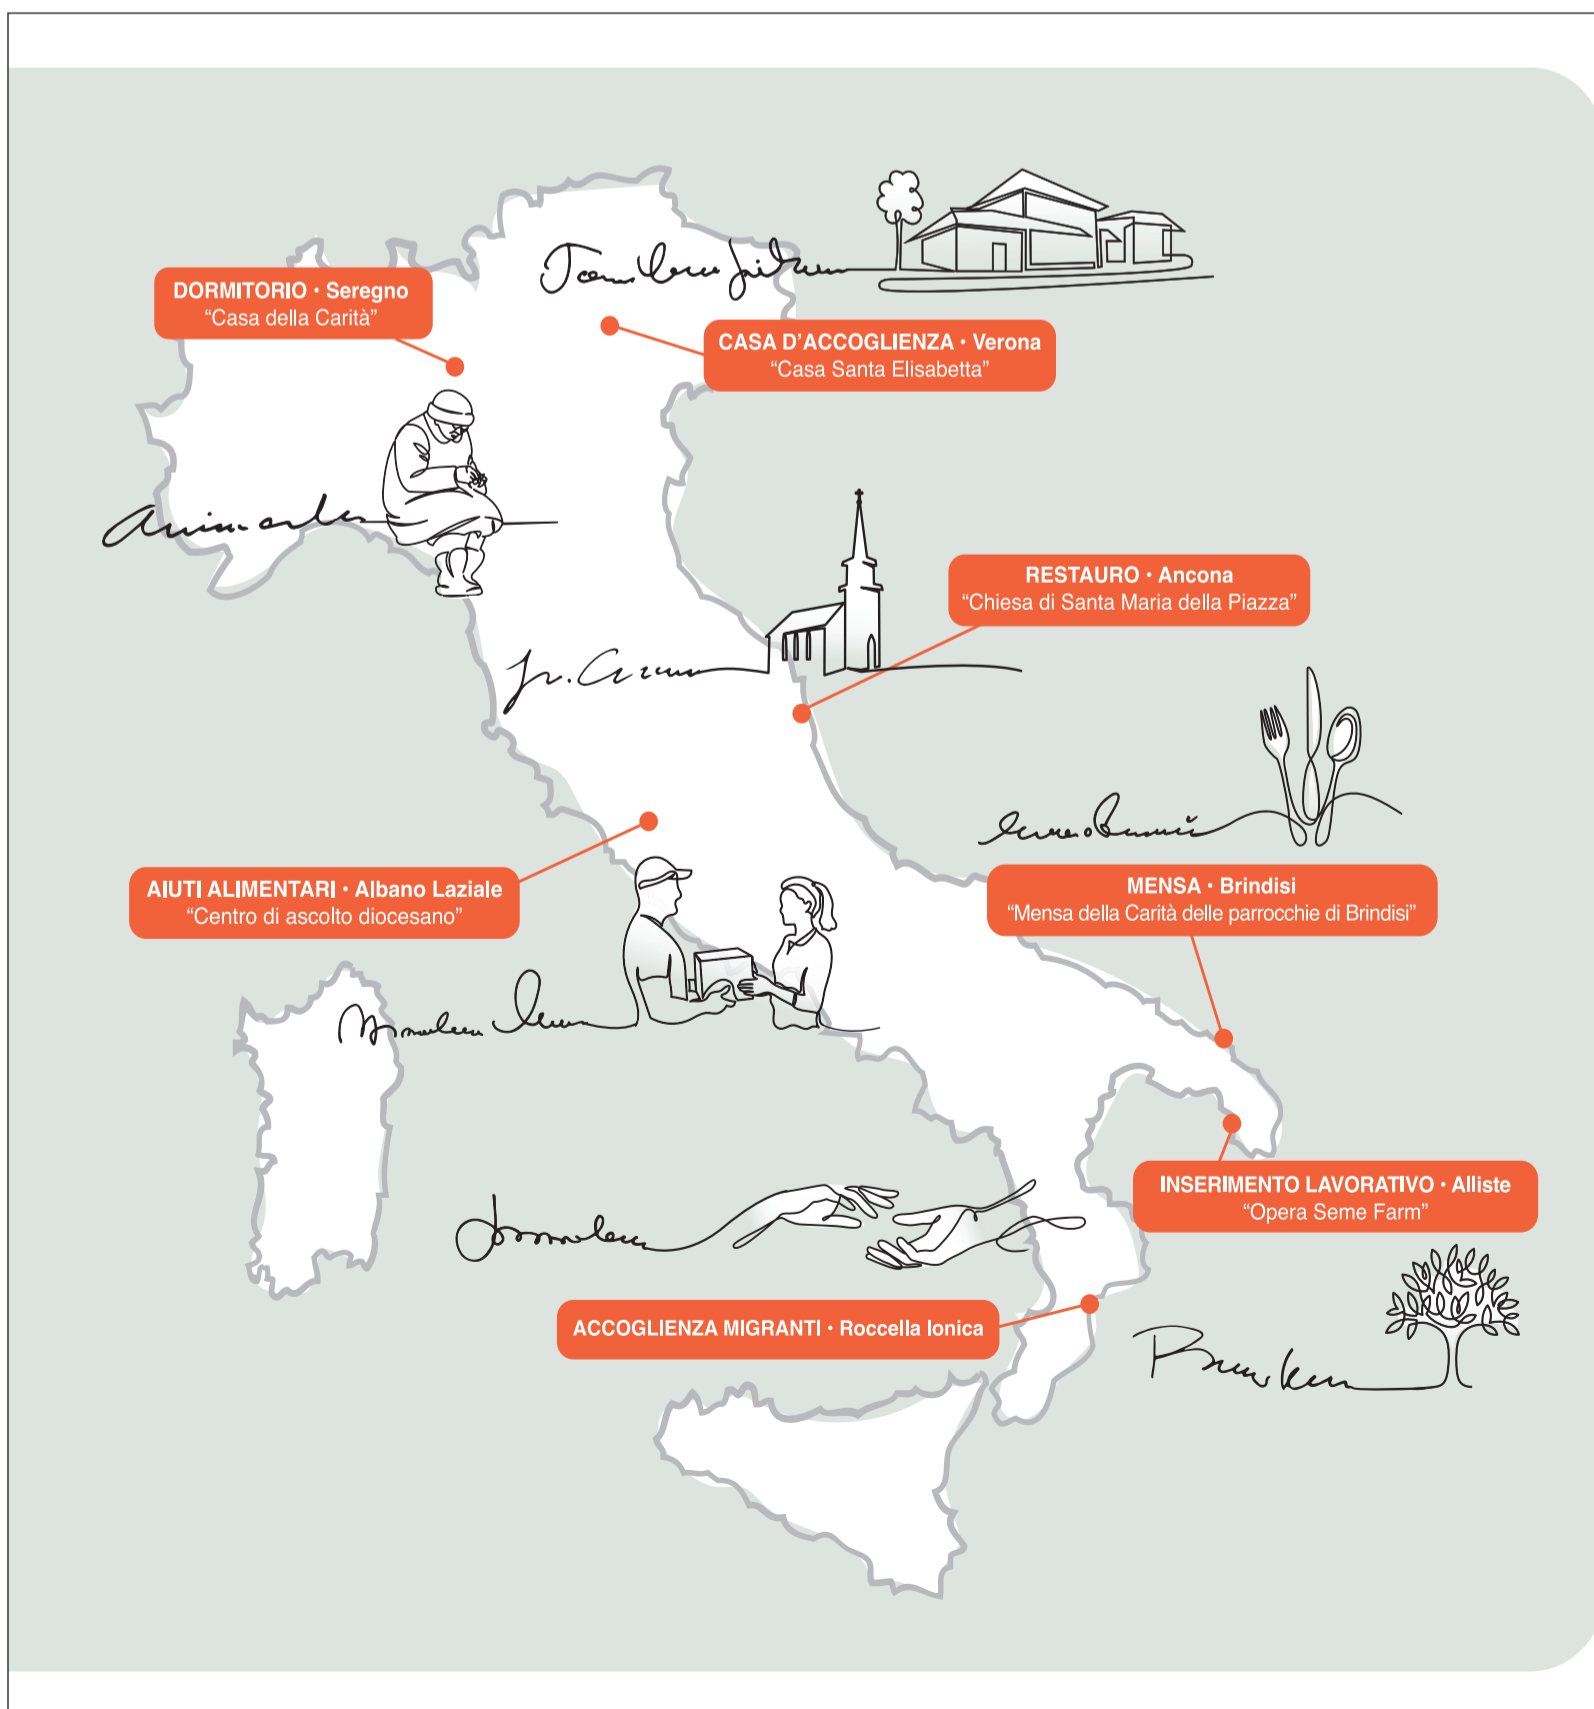 DORMITORIO • Seregno
“Casa della Carità”
CASA D’ACCOGLIENZA • Verona
“Casa Santa Elisabetta”
RESTAURO • Ancona
“Chiesa di Santa Maria della Piazza”
AIUTI ALIMENTARI • Albano Laziale
“Centro di ascolto diocesano”
MENSA • Brindisi
“Mensa della Carità delle parrocchie di Brindisi”
INSERIMENTO LAVORATIVO • Alliste
“Opera Seme Farm”
ACCOGLIENZA MIGRANTI • Roccella Ionica